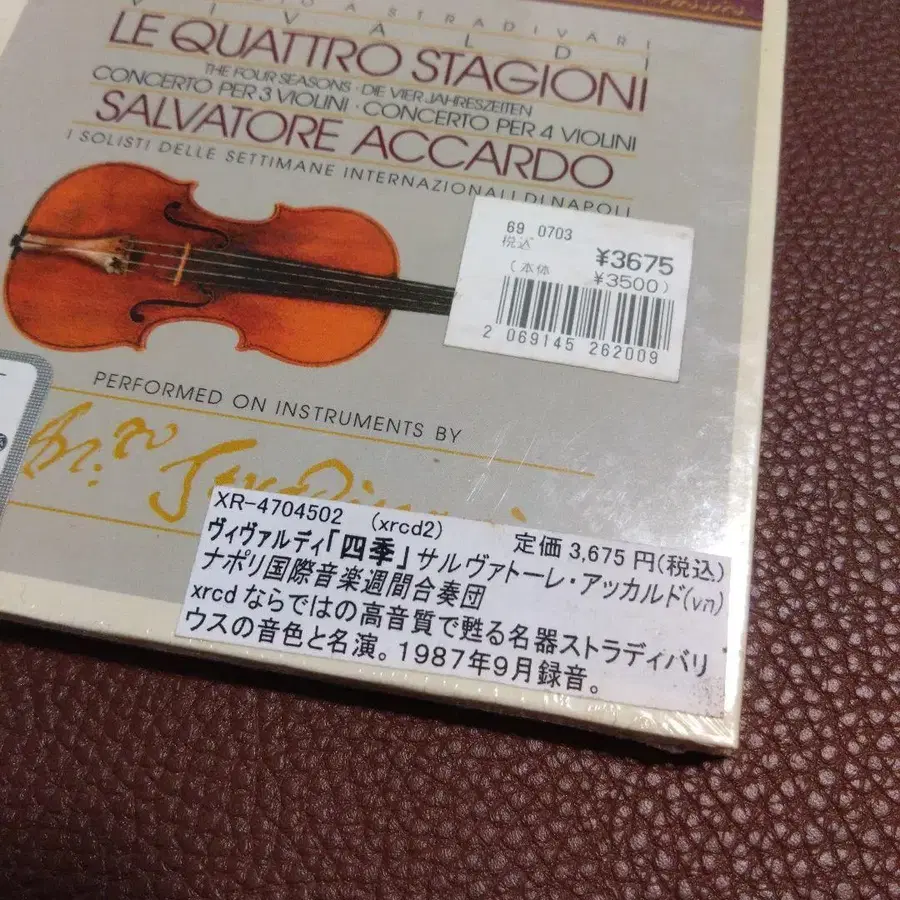 VIVALDI
LE QUATTRO STAGIONI
THE FOUR SEASONS · DIE VIER JAHRESZEITEN
CONCERTO PER 3 VIOLINI · CONCERTO PER 4 VIOLINI
SALVATORE ACCARDO
I SOLISTI DELLE SETTIMANE INTERNAZIONALI DI NAPOLI
69 0703
税込 ¥3675
(本体 ¥3500)
2 069145 262009
PERFORMED ON INSTRUMENTS BY
XR-4704502 (xrcd2) 定価 3,675 円(税込)
ヴィヴァルディ「四季」サルヴァトーレ・アッカルド(vn)
ナポリ国際音楽週間合奏団
xrcd ならではの高音質で甦る名器ストラディバリ
ウスの音色と名演。1987年9月録音。